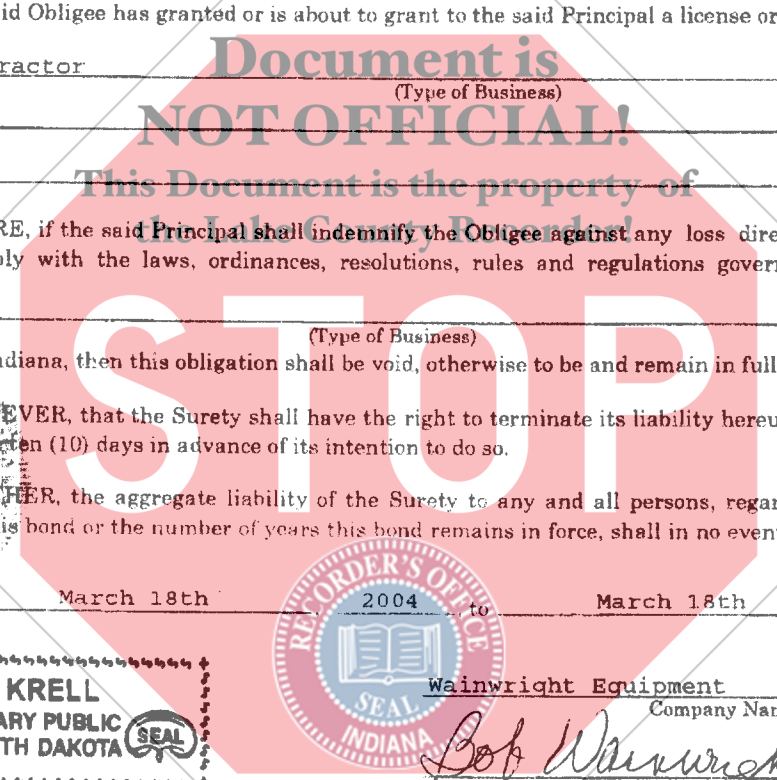 id Obligee has granted or is about to grant to the said Principal a license or
Document is
ractor
(Type of Business)
NOT OFFICIAL!
This Document is the property of
the Lake County Recorder!
RE, if the said Principal shall indemnify the Obligee against any loss dire
ly with the laws, ordinances, resolutions, rules and regulations govern
STOP
(Type of Business)
ndiana, then this obligation shall be void, otherwise to be and remain in full
EVER, that the Surety shall have the right to terminate its liability hereu
ten (10) days in advance of its intention to do so.
HER, the aggregate liability of the Surety to any and all persons, regar
is bond or the number of years this bond remains in force, shall in no event
March 18th 2004 to March 18th
RECORDER'S OFFICE
SEAL
INDIANA
KRELL
ARY PUBLIC
TH DAKOTA
SEAL
Wainwright Equipment
Company Nam
Bob Wainwrigh